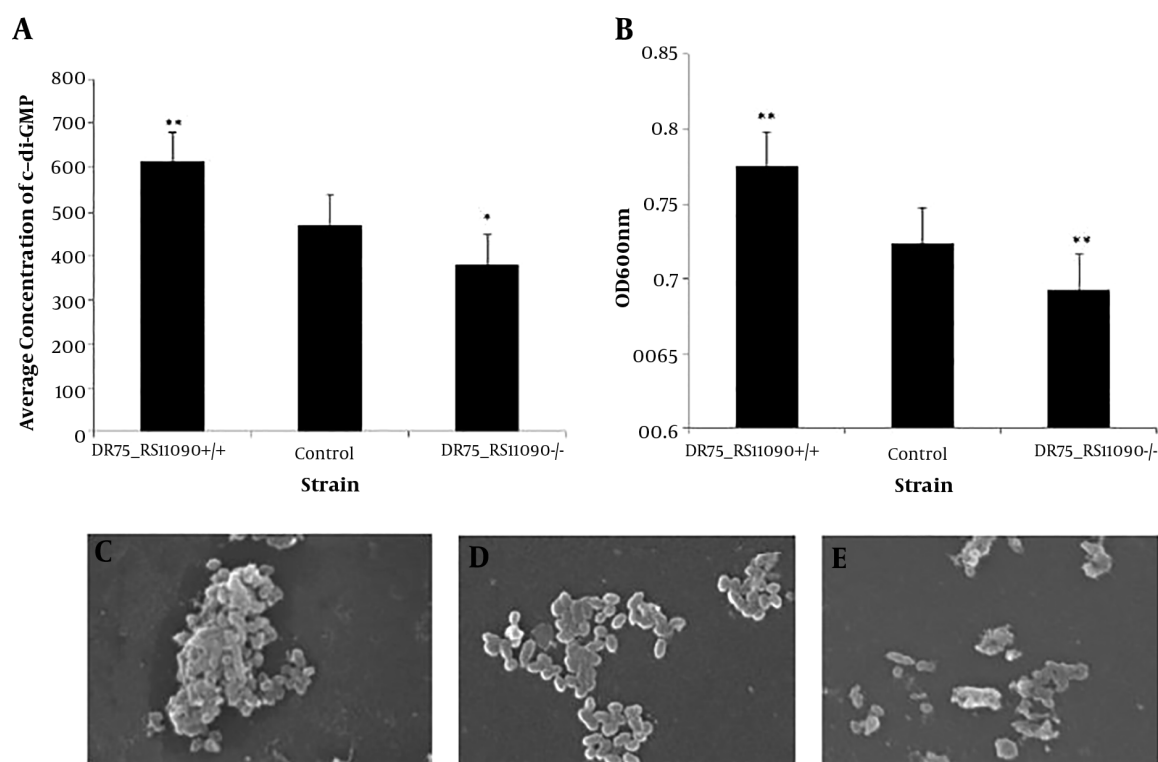 A
B
Average Concentration of c-di-GMP
800
700
600
500
400
300
200
100
0
**
*
DR75_RS11090+/+
Control
DR75_RS11090-/-
Strain
OD600nm
0.85
0.8
0.75
0.7
0065
00.6
**
**
DR75_RS11090+/+
Control
DR75_RS11090-/-
Strain
C
D
E